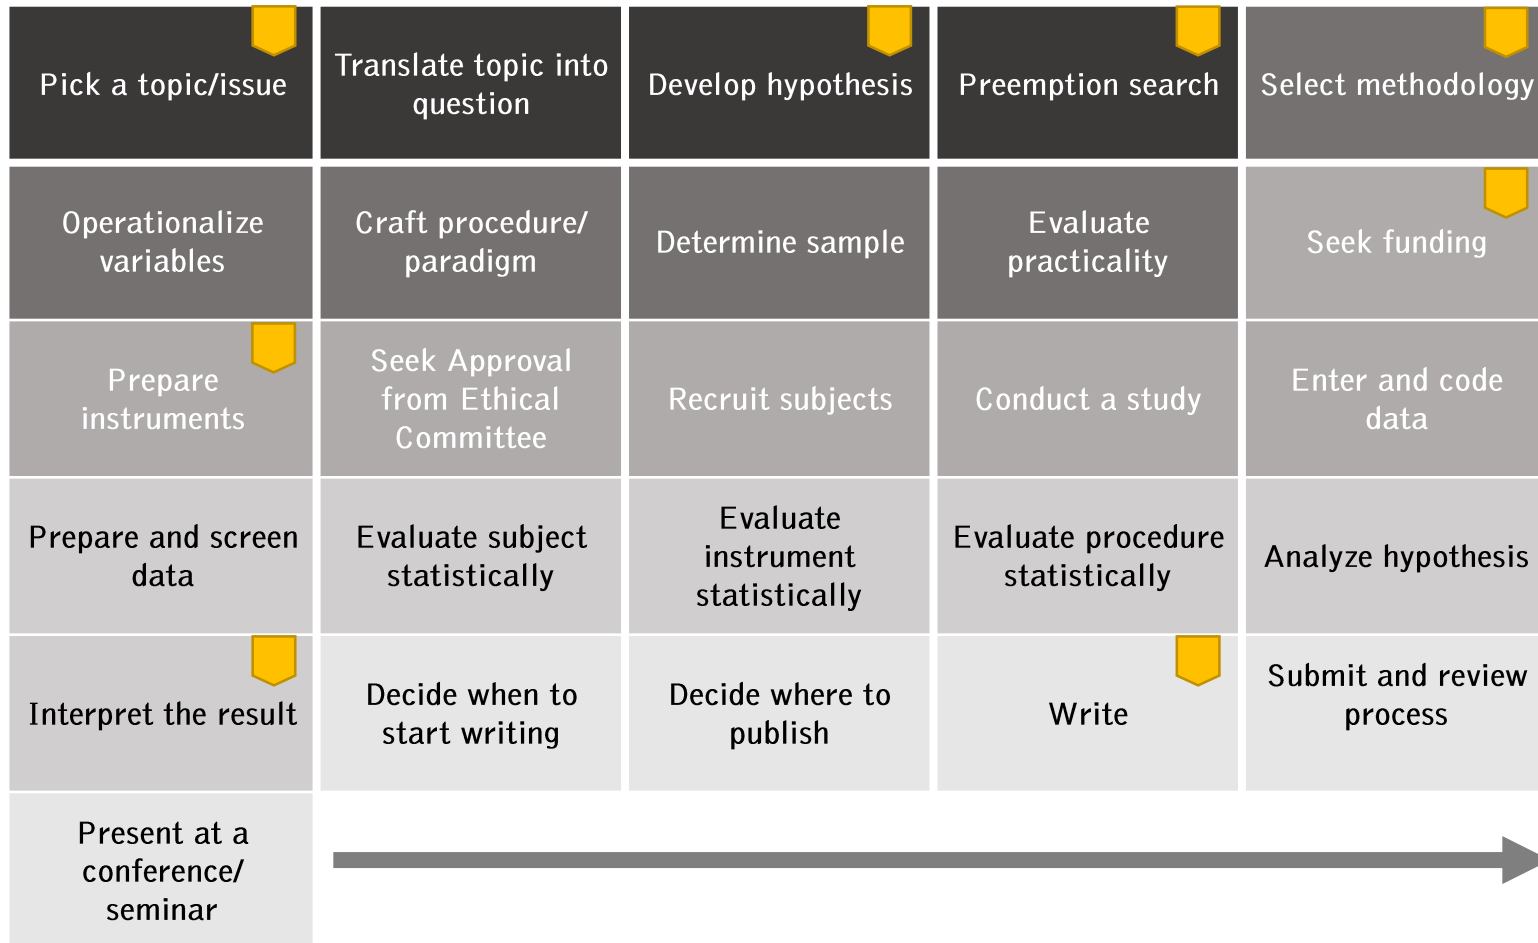 Pick a topic/issue
Translate topic into
question
Develop hypothesis
Preemption search
Select methodology
Operationalize
variables
Craft procedure/
paradigm
Determine sample
Evaluate
practicality
Seek funding
Prepare
instruments
Seek Approval
from Ethical
Committee
Recruit subjects
Conduct a study
Enter and code
data
Prepare and screen
data
Evaluate subject
statistically
Evaluate
instrument
statistically
Evaluate procedure
statistically
Analyze hypothesis
Interpret the result
Decide when to
start writing
Decide where to
publish
Write
Submit and review
process
Present at a
conference/
seminar